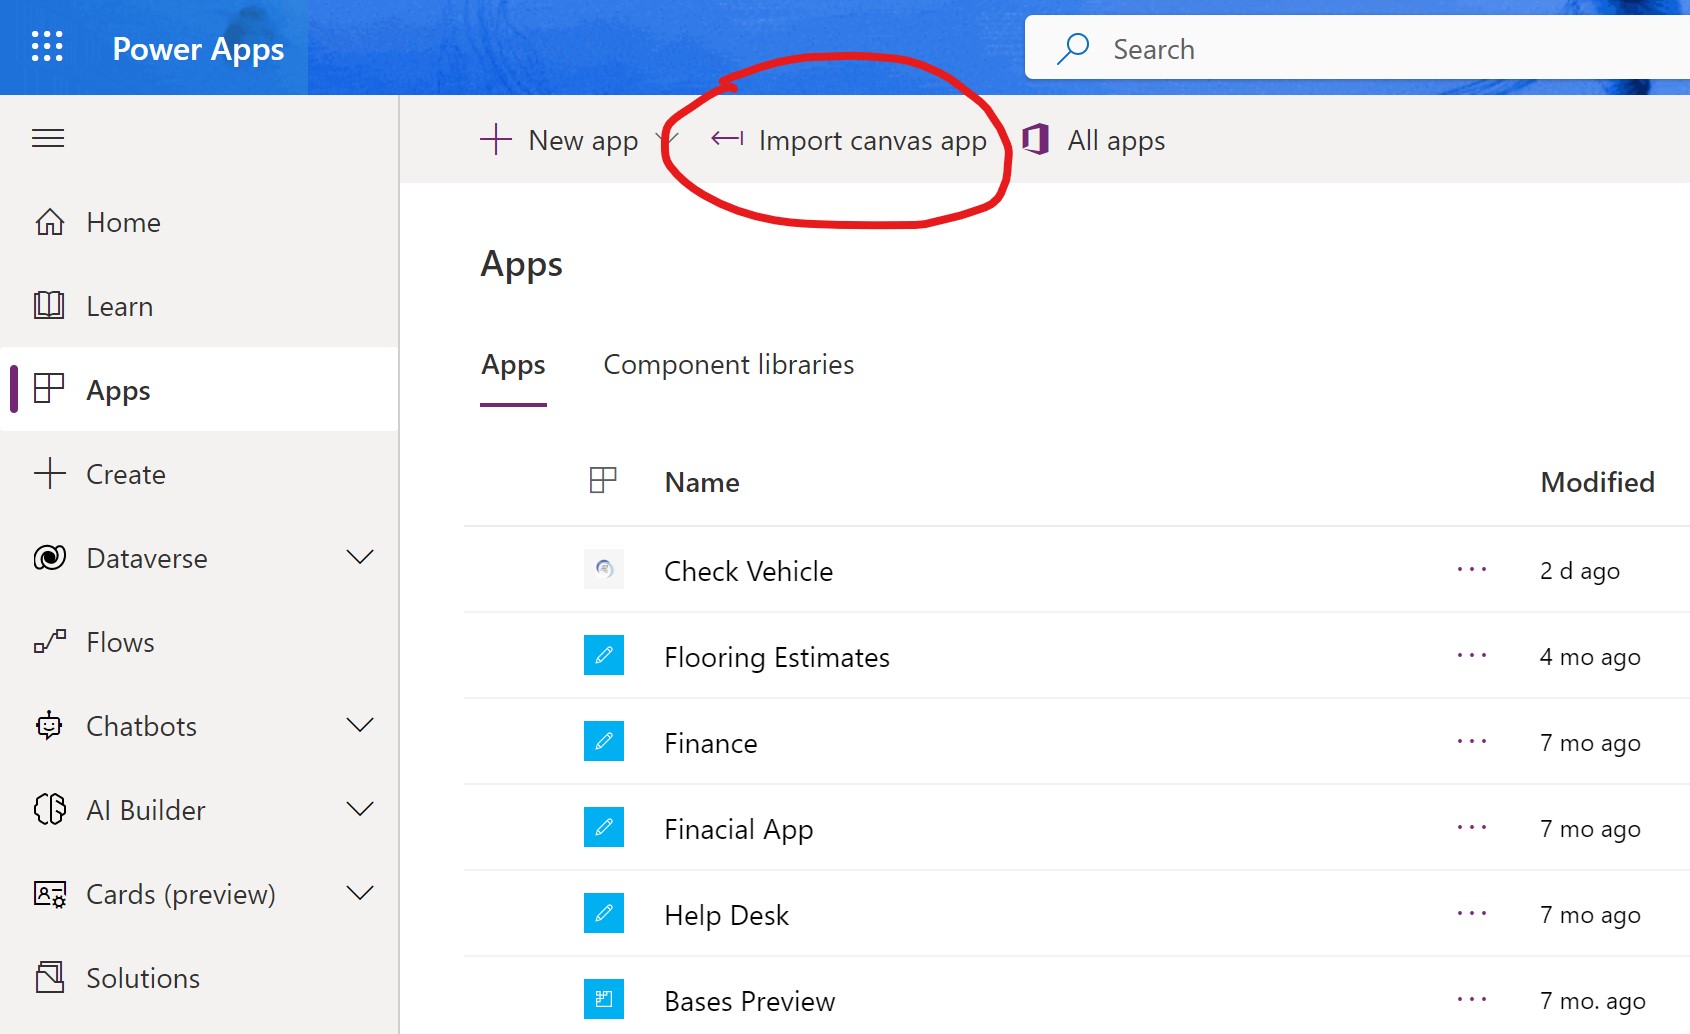 Power Apps
Search
New app
Import canvas app
All apps
Home
Learn
Apps
Create
Dataverse
Flows
Chatbots
AI Builder
Cards (preview)
Solutions
Apps
Apps Component libraries
Name Modified
Check Vehicle 2 d ago
Flooring Estimates 4 mo ago
Finance 7 mo ago
Finacial App 7 mo ago
Help Desk 7 mo ago
Bases Preview 7 mo. ago